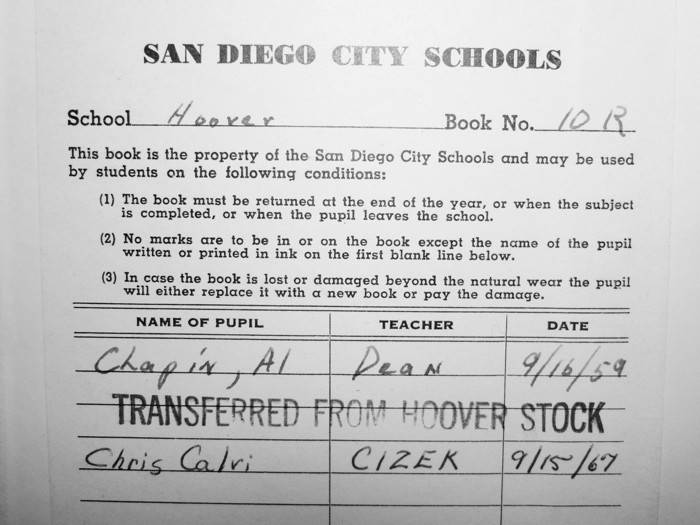 SAN DIEGO CITY SCHOOLS
School Hoover Book No. 10 R
This book is the property of the San Diego City Schools and may be used
by students on the following conditions:
(1) The book must be returned at the end of the year, or when the subject
is completed, or when the pupil leaves the school.
(2) No marks are to be in or on the book except the name of the pupil
written or printed in ink on the first blank line below.
(3) In case the book is lost or damaged beyond the natural wear the pupil
will either replace it with a new book or pay the damage.
NAME OF PUPIL TEACHER DATE
Chapin, Al Dean 9/16/59
TRANSFERRED FROM HOOVER STOCK
Chris Calvi CIZEK 9/15/67